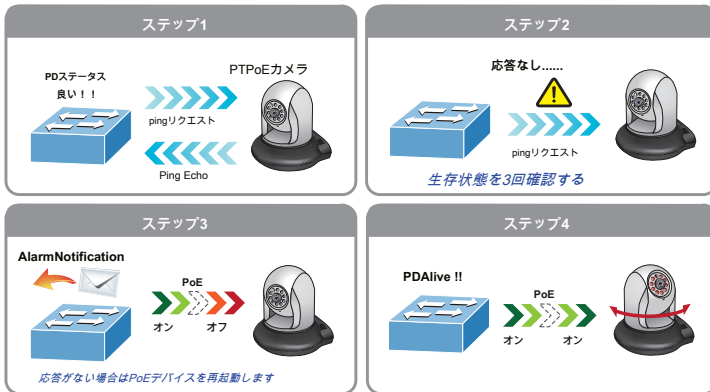 ステップ1
PDステータス
良い！！
PTPoEカメラ
pingリクエスト
Ping Echo
ステップ2
応答なし......
pingリクエスト
生存状態を3回確認する
ステップ3
AlarmNotification
PoE
オン オフ
応答がない場合はPoEデバイスを再起動します
ステップ4
PDAlive !!
PoE
オン オン